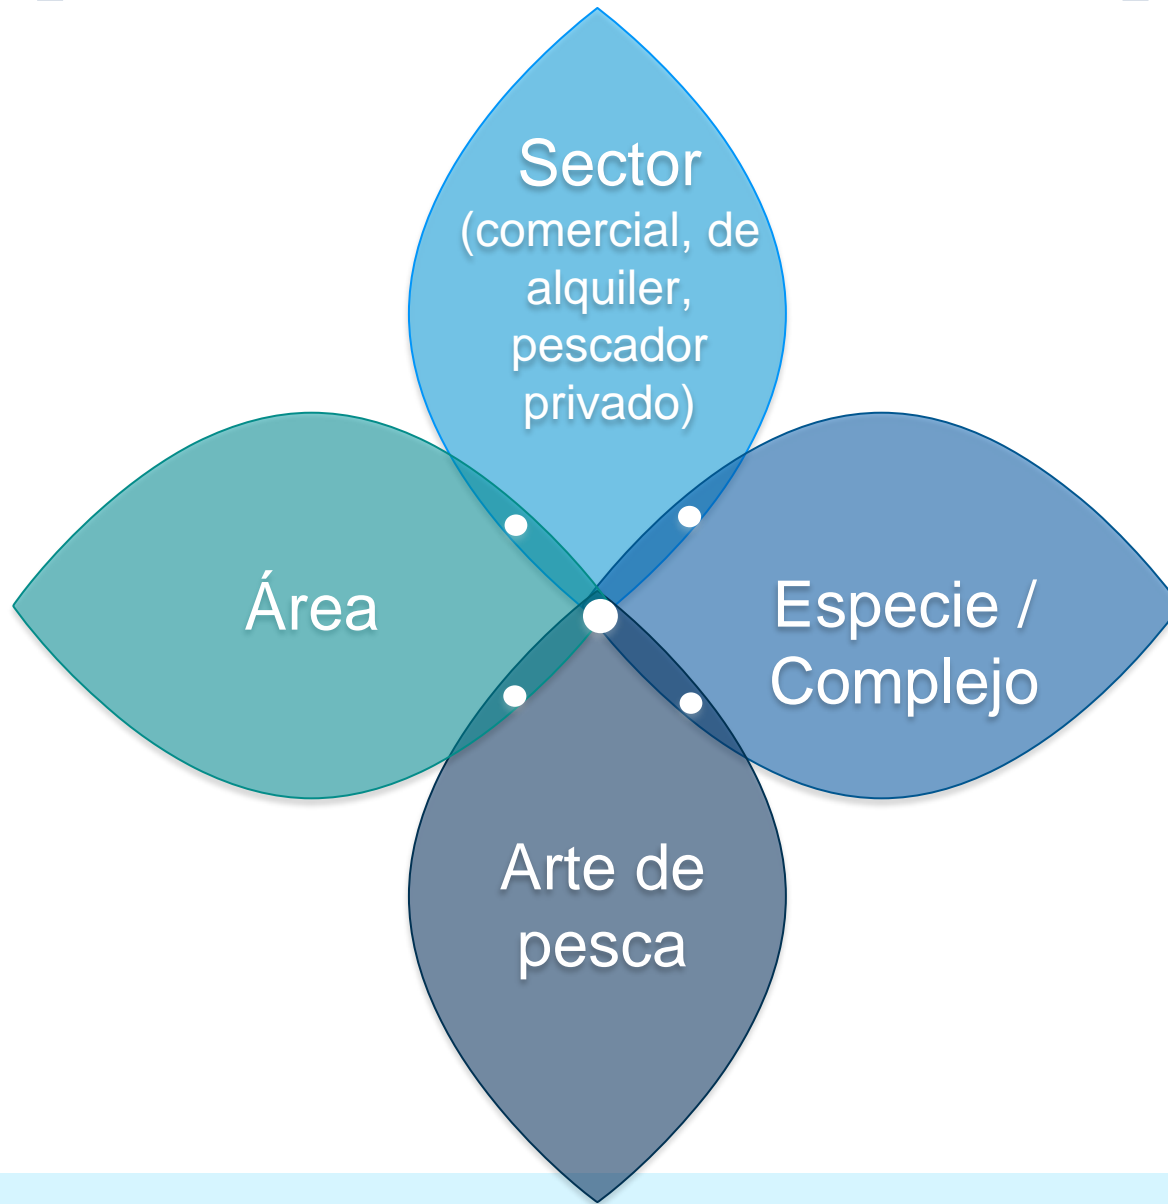 Sector
(comercial, de
alquiler,
pescador
privado)
Área
Especie /
Complejo
Arte de
pesca